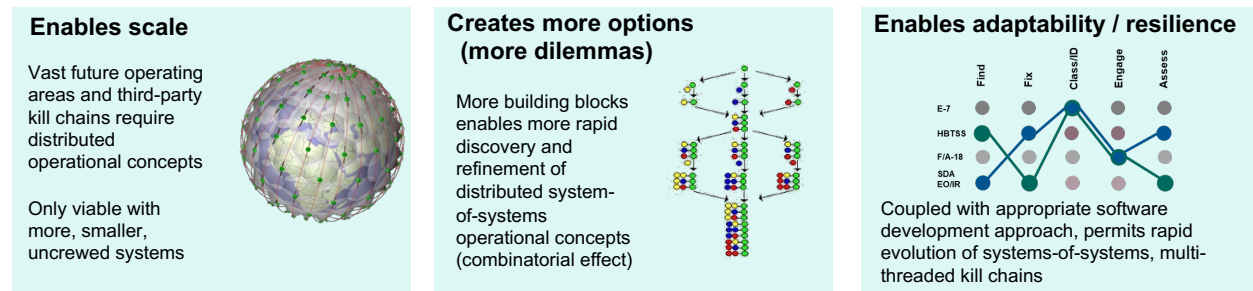 Enables scale
Vast future operating
areas and third-party
kill chains require
distributed
operational concepts
Only viable with
more, smaller,
uncrewed systems
Creates more options
(more dilemmas)
More building blocks
enables more rapid
discovery and
refinement of
distributed system-
of-systems
operational concepts
(combinatorial effect)
Enables adaptability / resilience
Find
Fix
Class/ID
Engage
Assess
E-7
HBTSS
F/A-18
SDA
EO/IR
Coupled with appropriate software
development approach, permits rapid
evolution of systems-of-systems, multi-
threaded kill chains